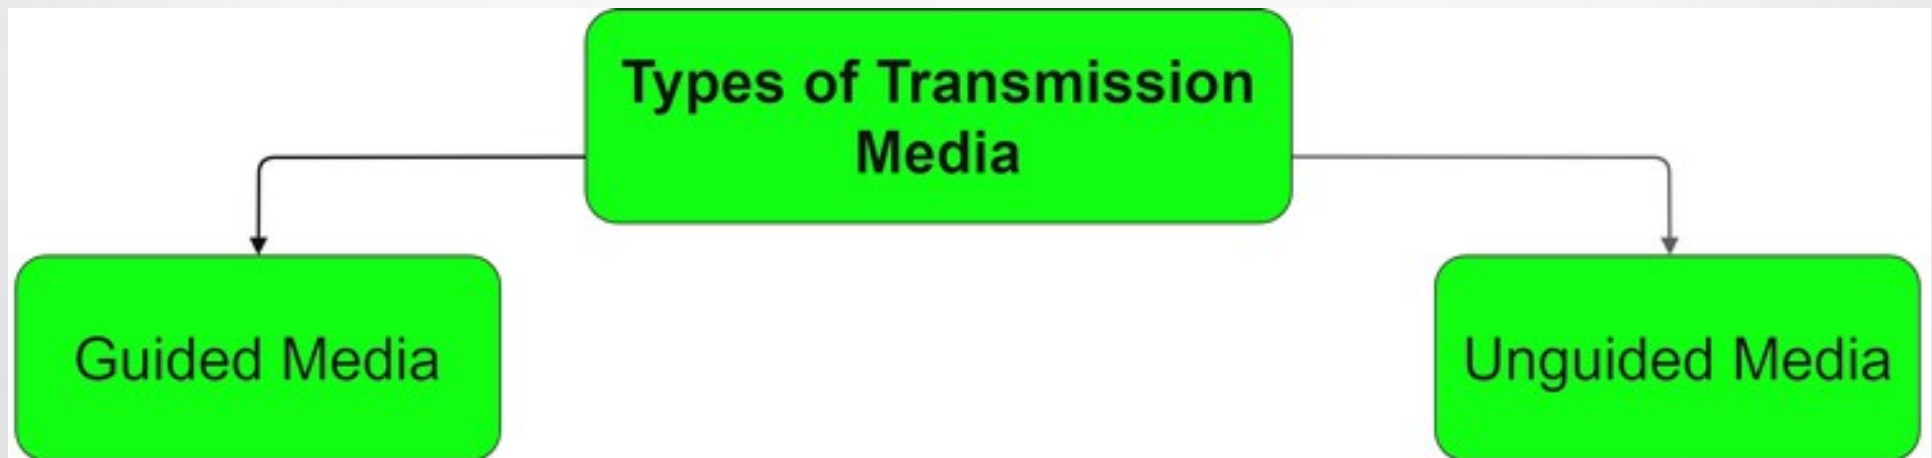 Types of Transmission
Media
Guided Media
Unguided Media